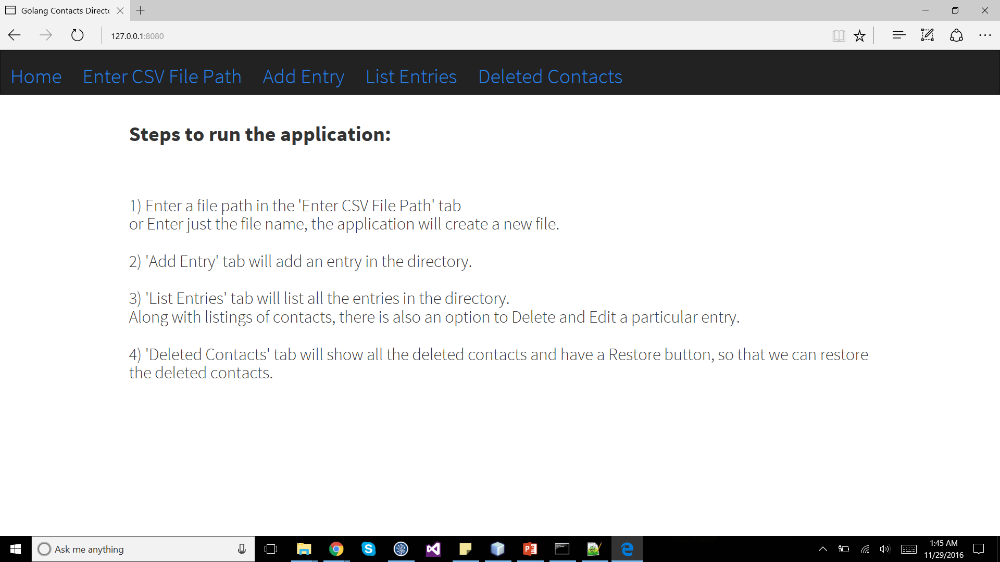 Golang Contacts Directo
127.0.0.1:8080
Home Enter CSV File Path Add Entry List Entries Deleted Contacts
Steps to run the application:
1) Enter a file path in the 'Enter CSV File Path' tab
or Enter just the file name, the application will create a new file.
2) 'Add Entry' tab will add an entry in the directory.
3) 'List Entries' tab will list all the entries in the directory.
Along with listings of contacts, there is also an option to Delete and Edit a particular entry.
4) 'Deleted Contacts' tab will show all the deleted contacts and have a Restore button, so that we can restore
the deleted contacts.
Ask me anything
1:45 AM
11/29/2016